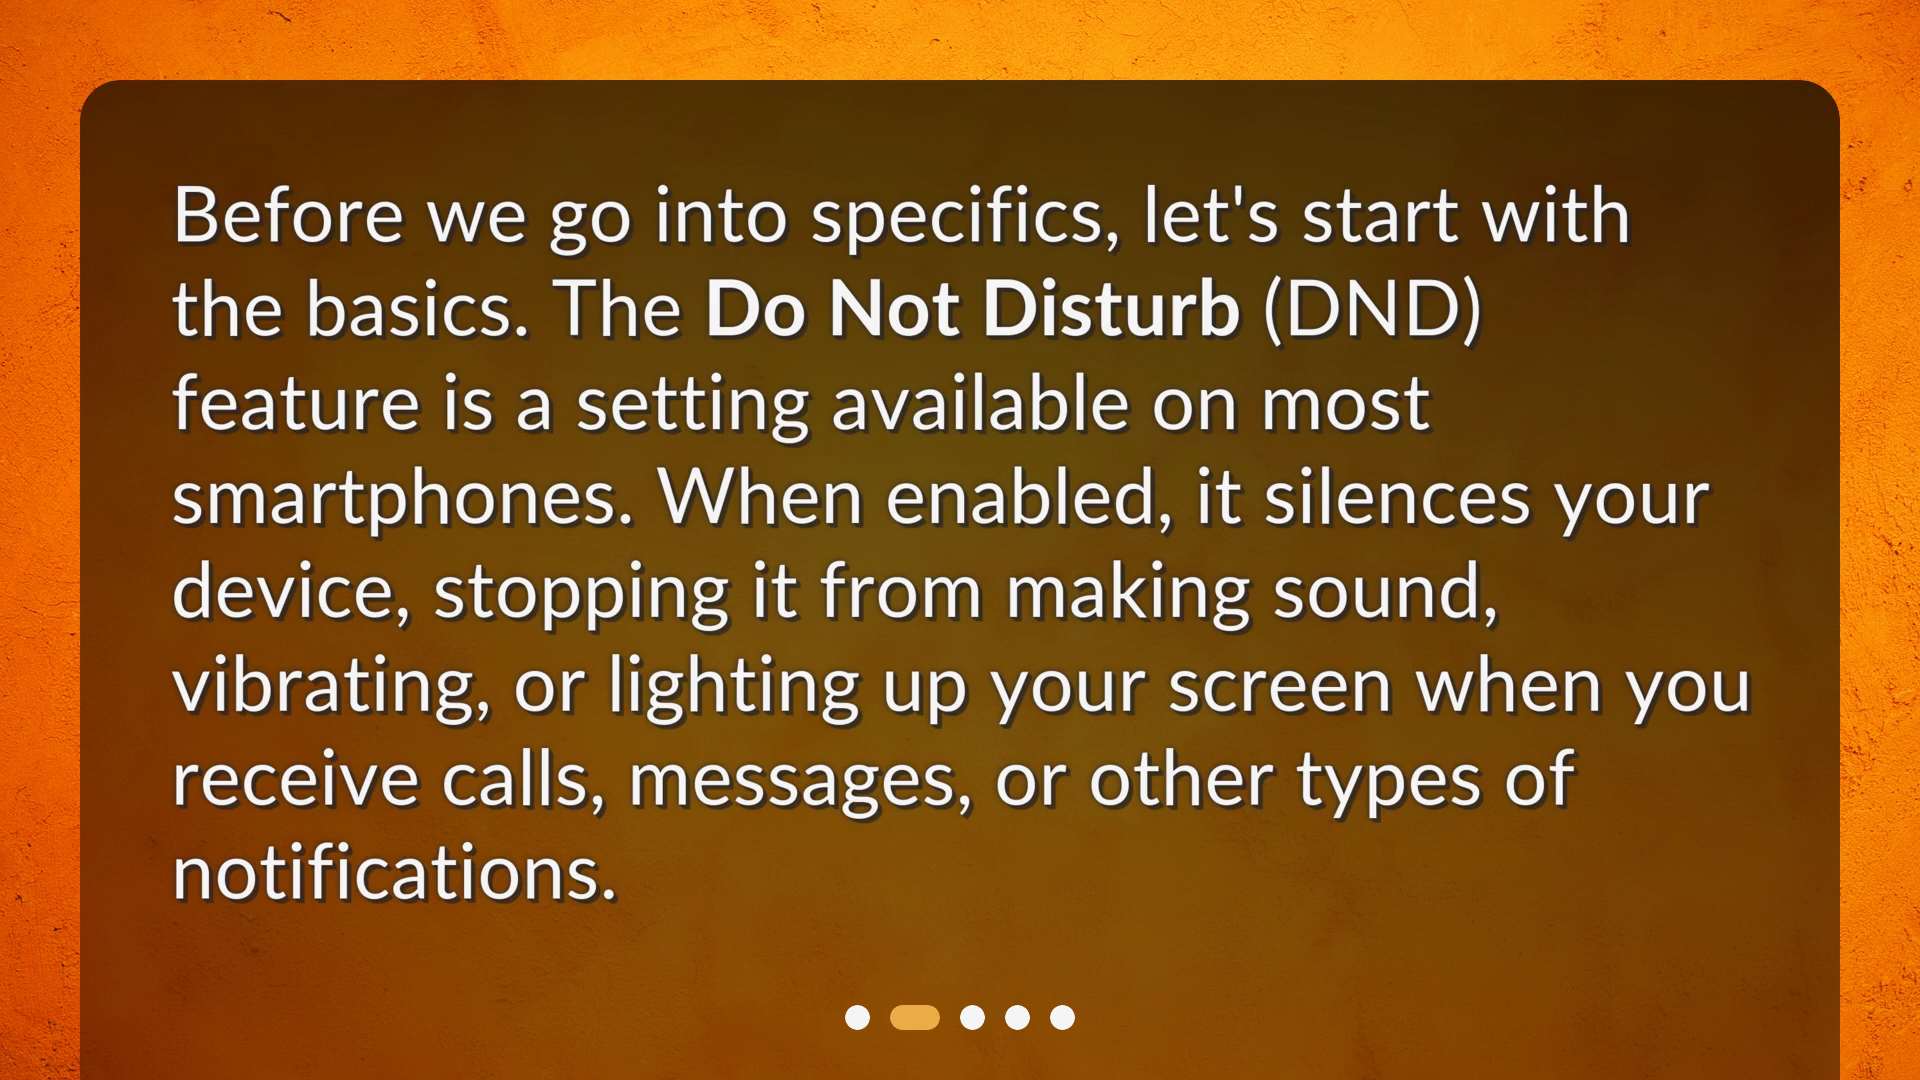 Before we go into specifics, let's start with
the basics. The Do Not Disturb (DND)
feature is a setting available on most
smartphones. When enabled, it silences your
device, stopping it from making sound,
vibrating, or lighting up your screen when you
receive calls, messages, or other types of
notifications.